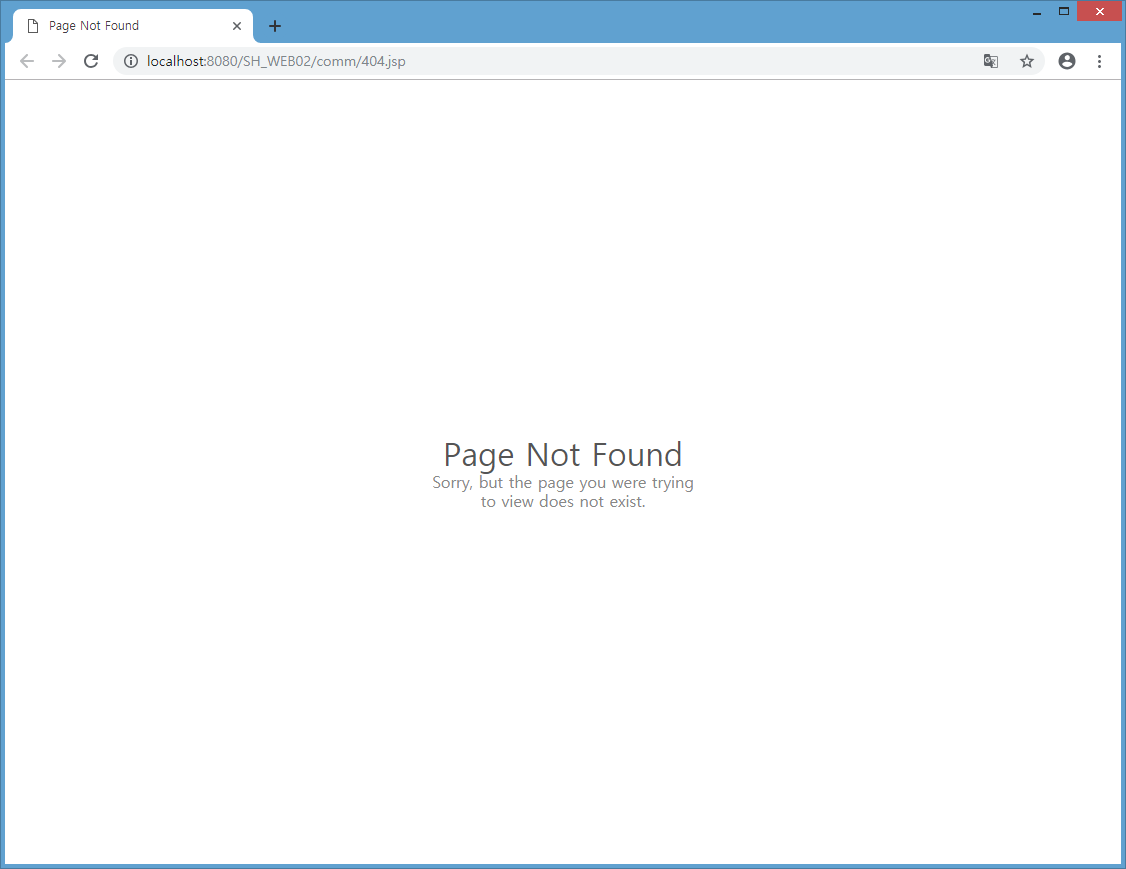 Page Not Found
localhost:8080/SH_WEB02/comm/404.jsp
Page Not Found
Sorry, but the page you were trying
to view does not exist.